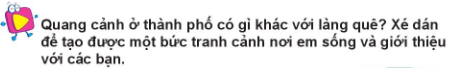 Quang cảnh ở thành phố có gì khác với làng quê? Xé dán
để tạo được một bức tranh cảnh nơi em sống và giới thiệu
với các bạn.